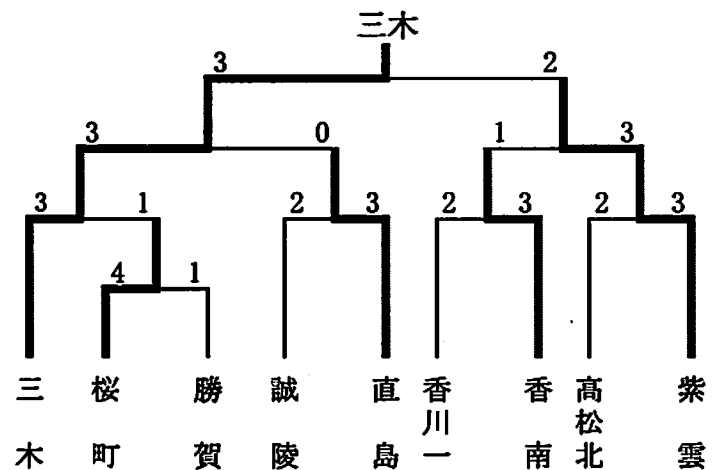 三木
3 2
3 0 1 3
3 1 2 3 2 3 2 3
4 1
三木
桜町
勝賀
誠陵
直島
香川一
香南
高松北
紫雲